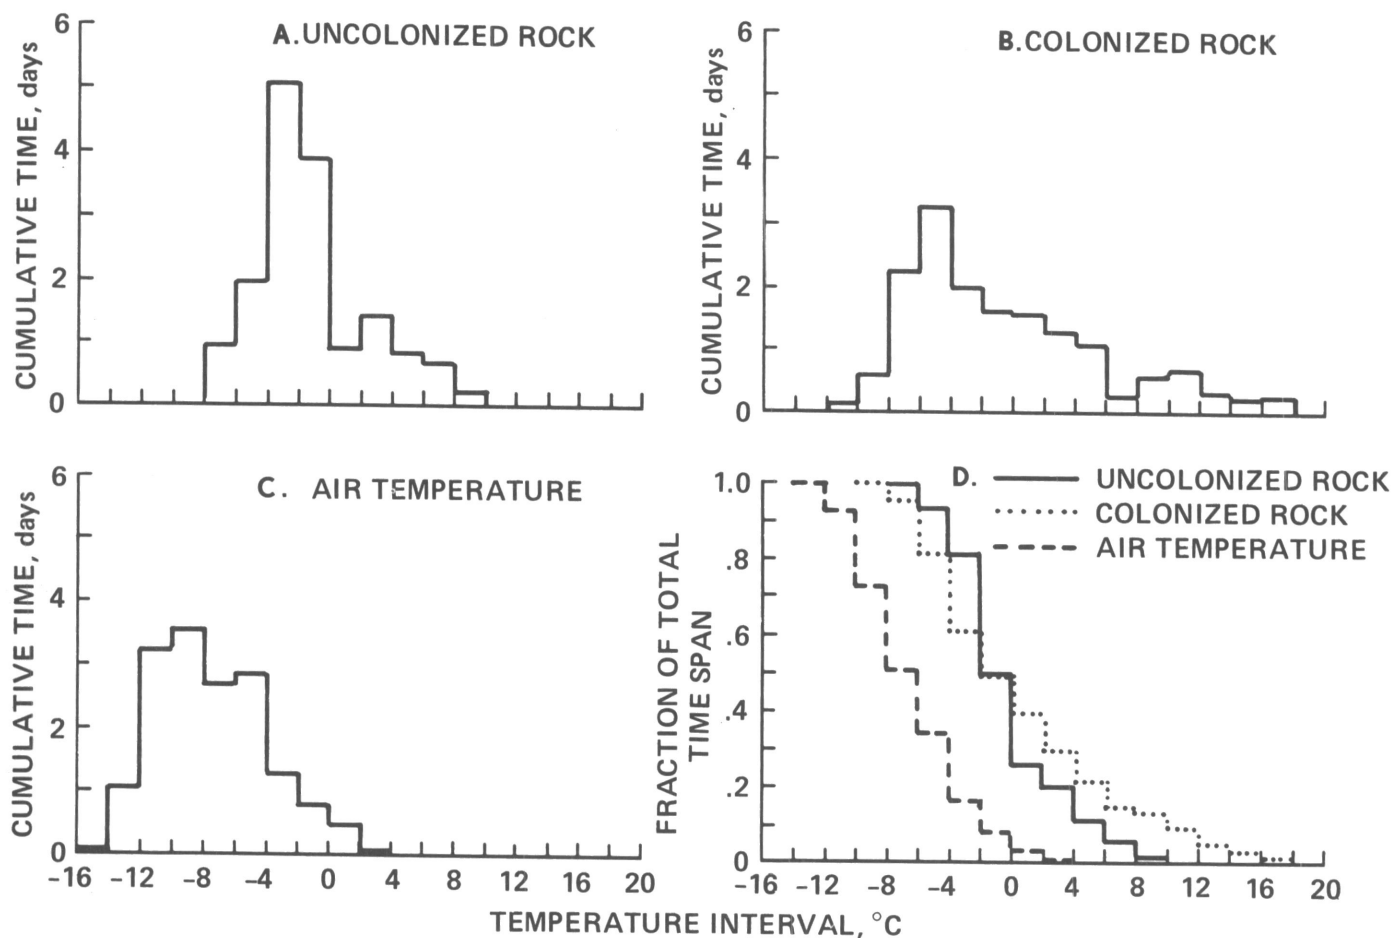 A.UNCOLONIZED ROCK
CUMULATIVE TIME, days
6
4
2
0
B.COLONIZED ROCK
CUMULATIVE TIME, days
6
4
2
0
C. AIR TEMPERATURE
CUMULATIVE TIME, days
6
4
2
0
-16 -12 -8 -4 0 4 8 12 16 20
D. UNCOLONIZED ROCK
COLONIZED ROCK
AIR TEMPERATURE
FRACTION OF TOTAL
TIME SPAN
1.0
.8
.6
.4
.2
0
-16 -12 -8 -4 0 4 8 12 16 20
TEMPERATURE INTERVAL, °C